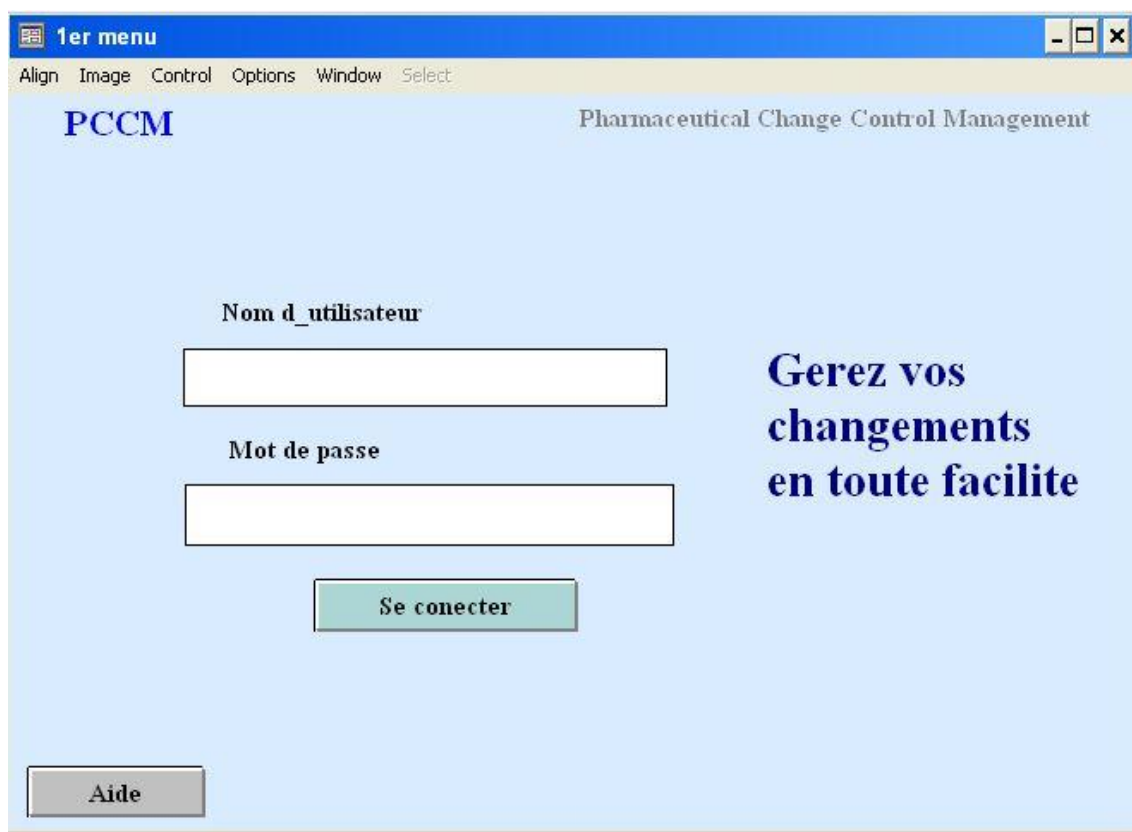 1er menu
Align Image Control Options Window Select
PCCM
Pharmaceutical Change Control Management
Nom d_utilisateur
Mot de passe
Se conecter
Gerez vos
changements
en toute facilite
Aide